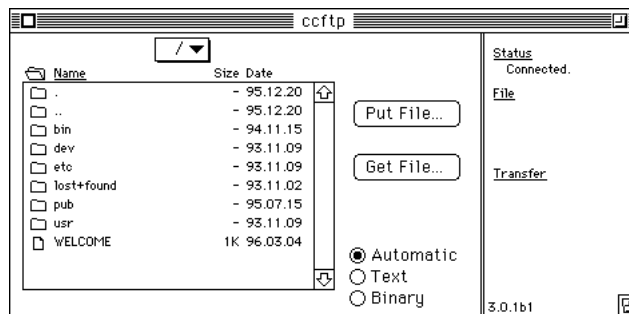 ccftp
/
Name Size Date
. - 95.12.20
.. - 95.12.20
bin - 94.11.15
dev - 93.11.09
etc - 93.11.09
lost+found - 93.11.02
pub - 95.07.15
usr - 93.11.09
WELCOME 1K 96.03.04
Put File...
Get File...
Automatic
Text
Binary
Status
Connected.
File
Transfer
3.0.1b1